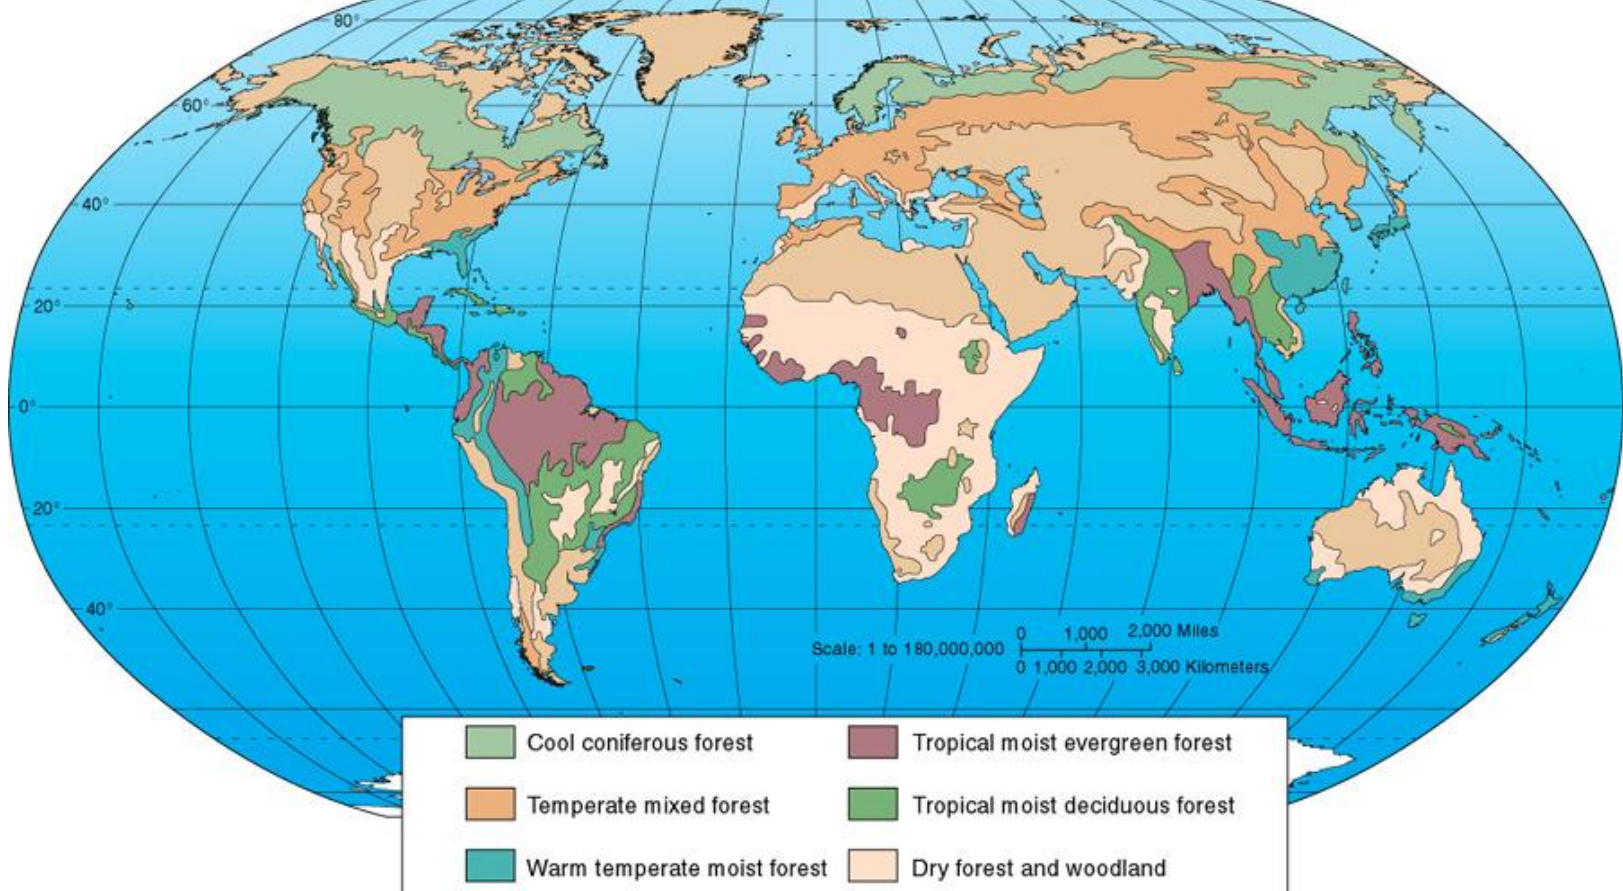 80°
60°
40°
20°
0°
20°
40°
0 1,000 2,000 Miles
Scale: 1 to 180,000,000
0 1,000 2,000 3,000 Kilometers
Cool coniferous forest
Tropical moist evergreen forest
Temperate mixed forest
Tropical moist deciduous forest
Warm temperate moist forest
Dry forest and woodland